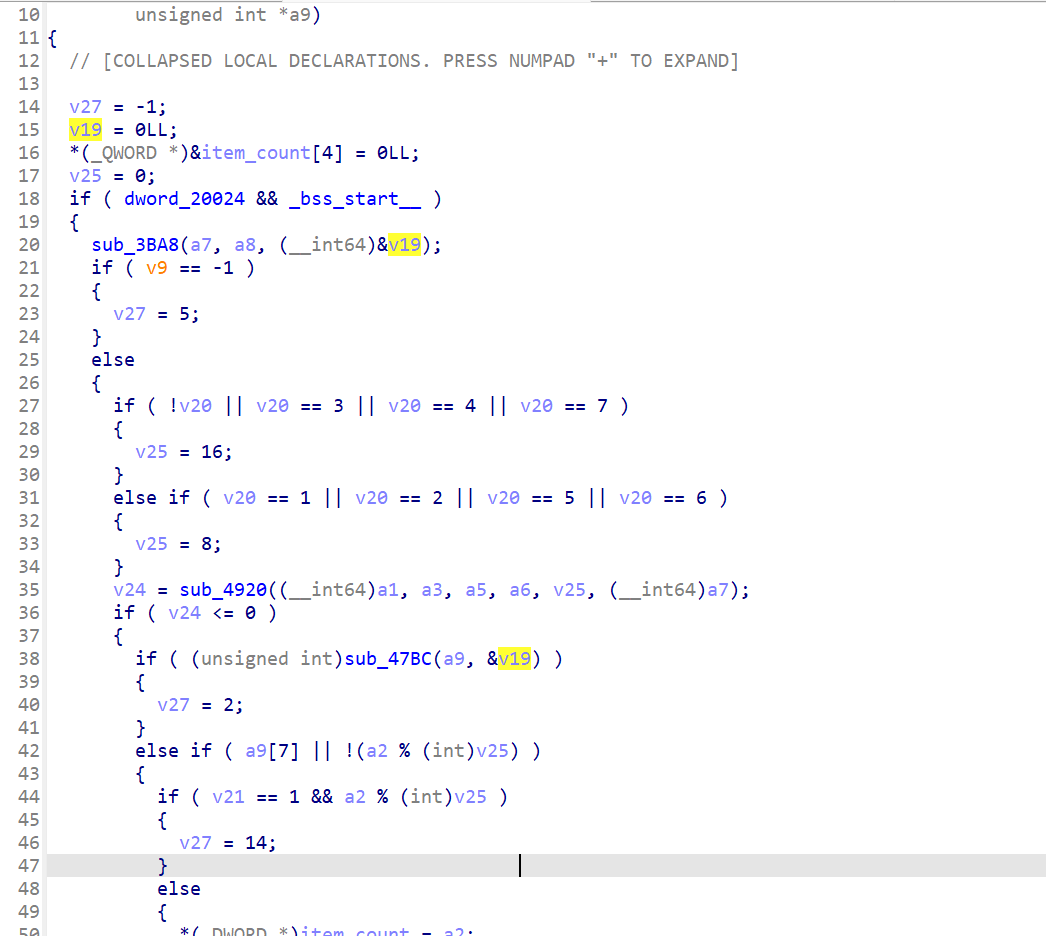 10 unsigned int *a9)
11 {
12 // [COLLAPSED LOCAL DECLARATIONS. PRESS NUMPAD "+" TO EXPAND]
13
14 v27 = -1;
15 v19 = 0LL;
16 *(_QWORD *)&item_count[4] = 0LL;
17 v25 = 0;
18 if ( dword_20024 && _bss_start__ )
19 {
20 sub_3BA8(a7, a8, (__int64)&v19);
21 if ( v9 == -1 )
22 {
23 v27 = 5;
24 }
25 else
26 {
27 if ( !v20 || v20 == 3 || v20 == 4 || v20 == 7 )
28 {
29 v25 = 16;
30 }
31 else if ( v20 == 1 || v20 == 2 || v20 == 5 || v20 == 6 )
32 {
33 v25 = 8;
34 }
35 v24 = sub_4920((__int64)a1, a3, a5, a6, v25, (__int64)a7);
36 if ( v24 <= 0 )
37 {
38 if ( (unsigned int)sub_47BC(a9, &v19) )
39 {
40 v27 = 2;
41 }
42 else if ( a9[7] || !(a2 % (int)v25) )
43 {
44 if ( v21 == 1 && a2 % (int)v25 )
45 {
46 v27 = 14;
47 }
48 else
49 {
50 *(_DWORD *)item_count = a2;